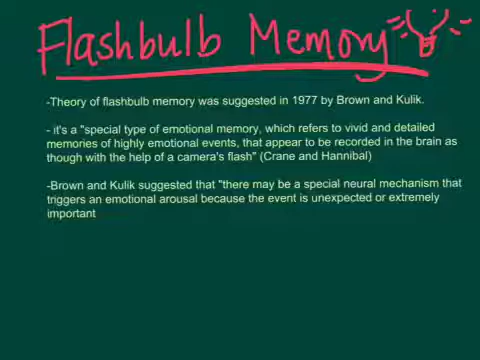 Flashbulb Memory
-Theory of flashbulb memory was suggested in 1977 by Brown and Kulik.
- it's a "special type of emotional memory, which refers to vivid and detailed
memories of highly emotional events, that appear to be recorded in the brain as
though with the help of a camera's flash" (Crane and Hannibal)
-Brown and Kulik suggested that "there may be a special neural mechanism that
triggers an emotional arousal because the event is unexpected or extremely
important